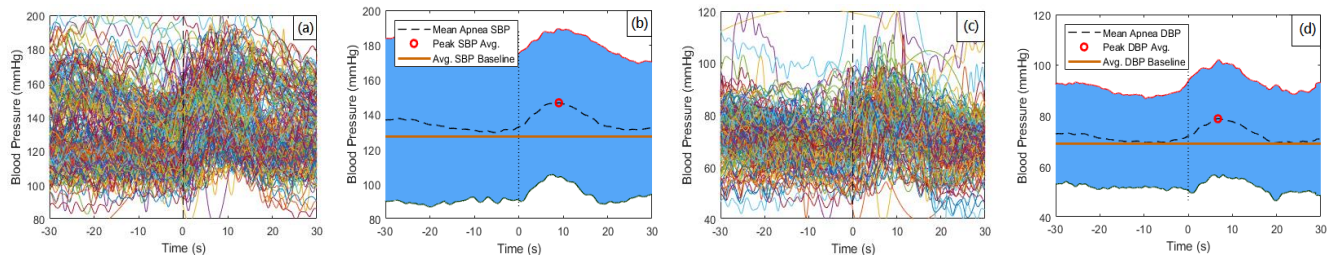 (a)
Blood Pressure (mmHg)
200
180
160
140
120
100
80
-30 -20 -10 0 10 20 30
Time (s)
(b)
Mean Apnea SBP
Peak SBP Avg.
Avg. SBP Baseline
Blood Pressure (mmHg)
200
180
160
140
120
100
80
-30 -20 -10 0 10 20 30
Time (s)
(c)
Blood Pressure (mmHg)
120
100
80
60
40
-30 -20 -10 0 10 20 30
Time (s)
(d)
Mean Apnea DBP
Peak DBP Avg.
Avg. DBP Baseline
Blood Pressure (mmHg)
120
100
80
60
40
-30 -20 -10 0 10 20 30
Time (s)